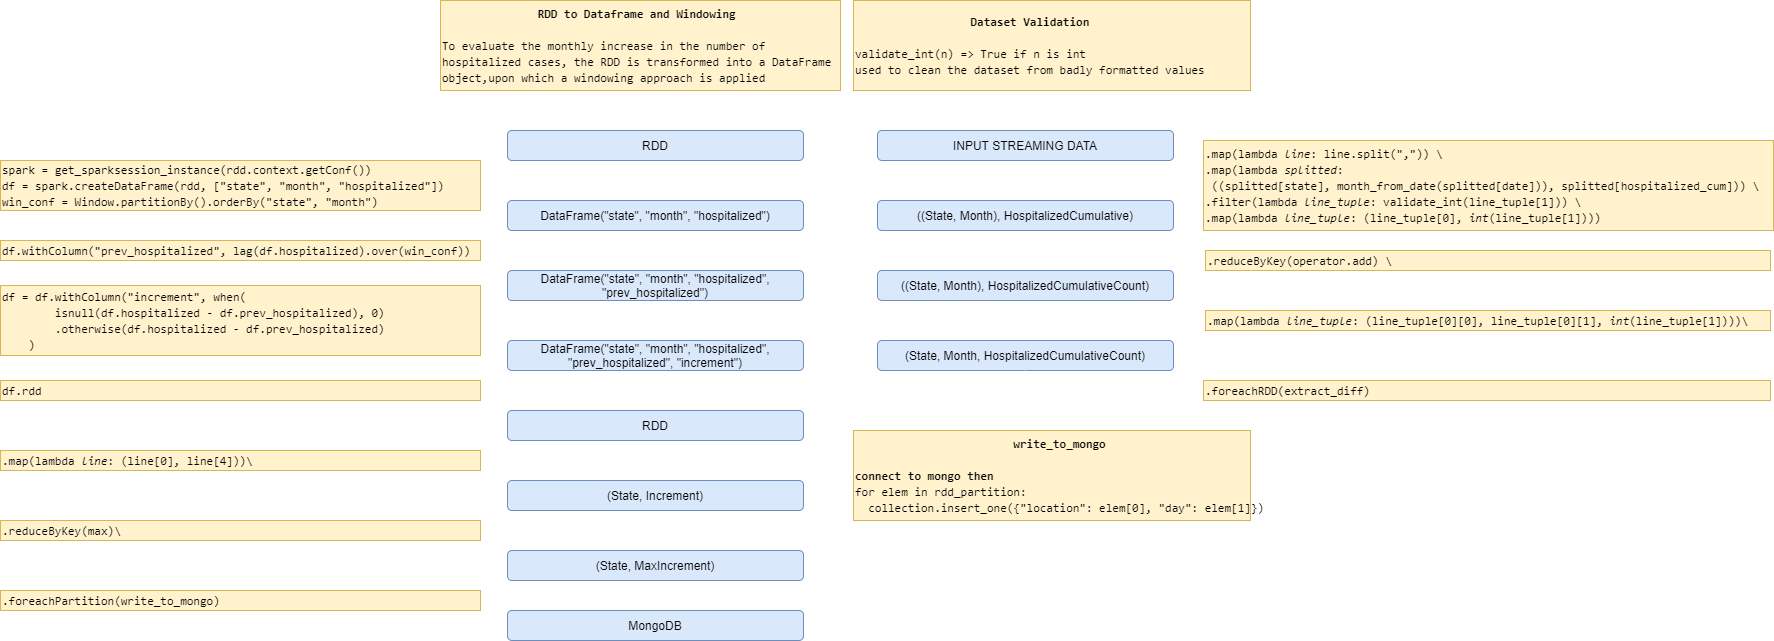 RDD to Dataframe and Windowing
To evaluate the monthly increase in the number of
hospitalized cases, the RDD is transformed into a DataFrame
object,upon which a windowing approach is applied
Dataset Validation
validate_int(n) => True if n is int
used to clean the dataset from badly formatted values
spark = get_sparksession_instance(rdd.context.getConf())
df = spark.createDataFrame(rdd, ["state", "month", "hospitalized"])
win_conf = Window.partitionBy().orderBy("state", "month")
df.withColumn("prev_hospitalized", lag(df.hospitalized).over(win_conf))
df = df.withColumn("increment", when(
isnull(df.hospitalized - df.prev_hospitalized), 0)
.otherwise(df.hospitalized - df.prev_hospitalized)
)
df.rdd
.map(lambda line: (line[0], line[4]))\
.reduceByKey(max)\
.foreachPartition(write_to_mongo)
RDD
DataFrame("state", "month", "hospitalized")
DataFrame("state", "month", "hospitalized",
"prev_hospitalized")
DataFrame("state", "month", "hospitalized",
"prev_hospitalized", "increment")
RDD
(State, Increment)
(State, MaxIncrement)
MongoDB
INPUT STREAMING DATA
((State, Month), HospitalizedCumulative)
((State, Month), HospitalizedCumulativeCount)
(State, Month, HospitalizedCumulativeCount)
write_to_mongo
connect to mongo then
for elem in rdd_partition:
collection.insert_one({"location": elem[0], "day": elem[1]})
.map(lambda line: line.split(",")) \
.map(lambda splitted:
((splitted[state], month_from_date(splitted[date])), splitted[hospitalized_cum])) \
.filter(lambda line_tuple: validate_int(line_tuple[1])) \
.map(lambda line_tuple: (line_tuple[0], int(line_tuple[1])))
.reduceByKey(operator.add) \
.map(lambda line_tuple: (line_tuple[0][0], line_tuple[0][1], int(line_tuple[1])))\
.foreachRDD(extract_diff)